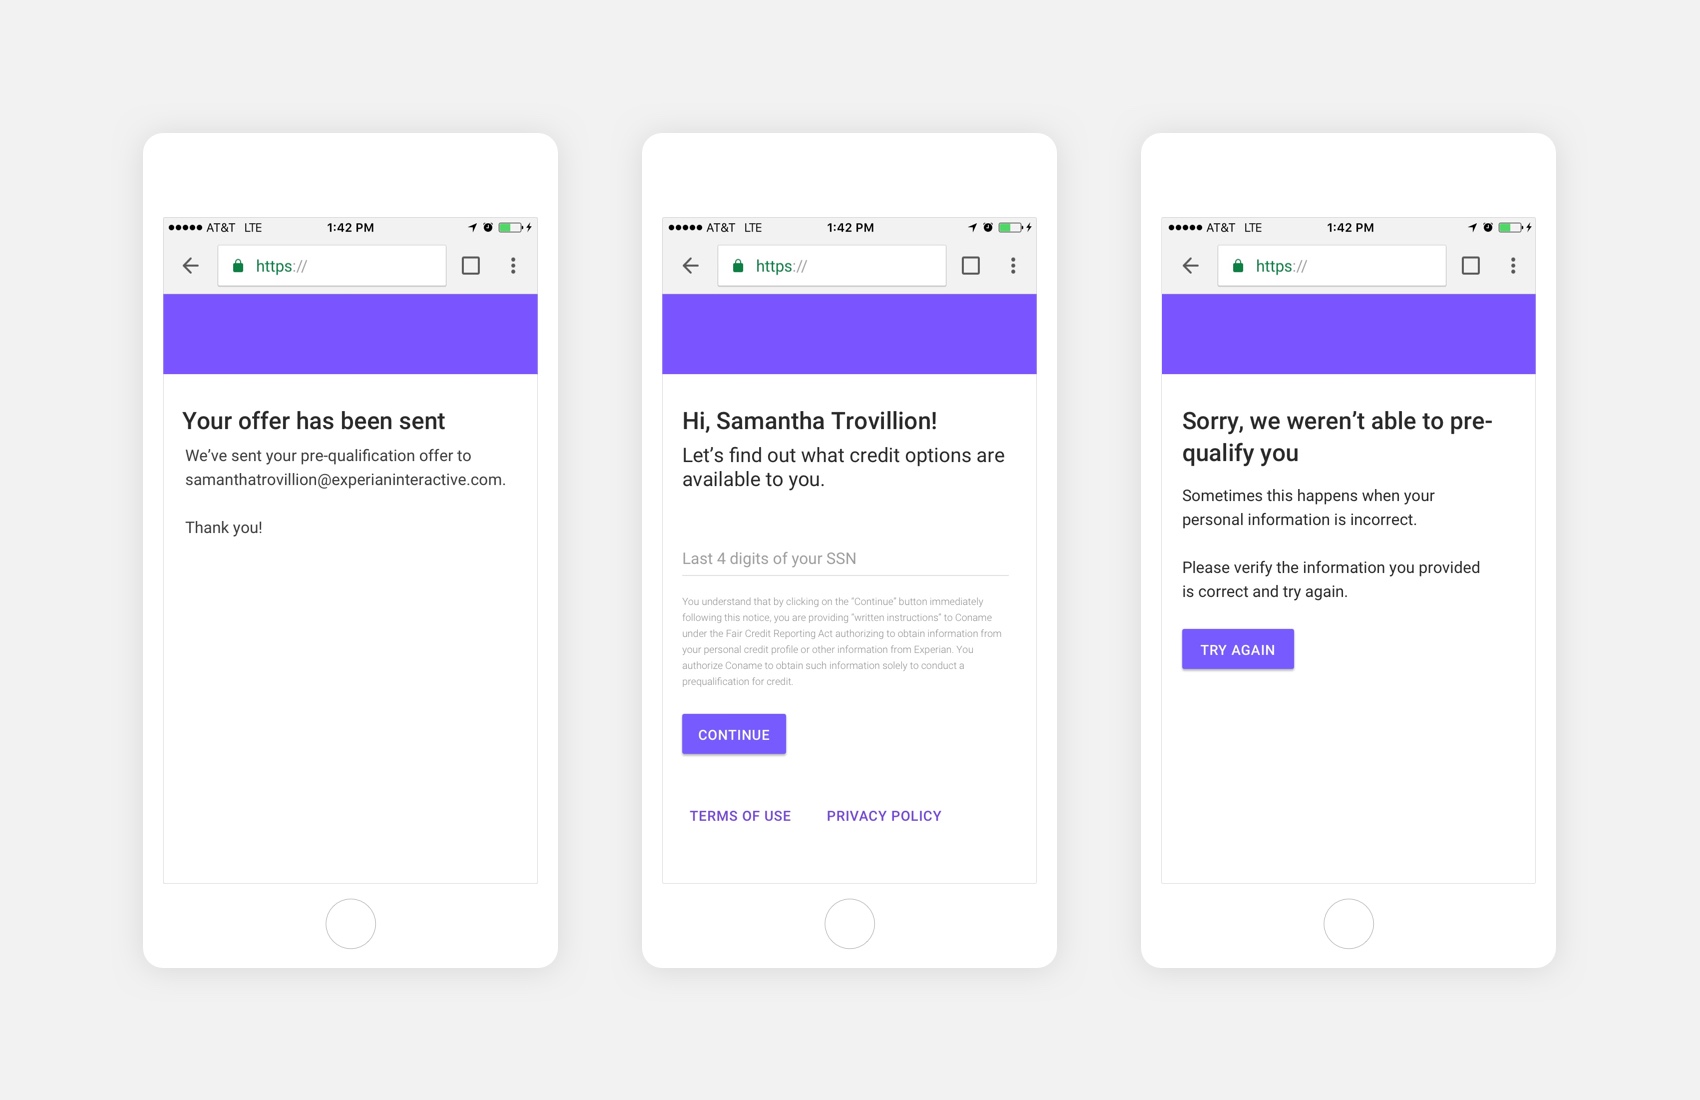 ●●●●● AT&T LTE 1:42 PM
https://
Your offer has been sent
We’ve sent your pre-qualification offer to
samanthatrovillion@experianinteractive.com.
Thank you!
●●●●● AT&T LTE 1:42 PM
https://
Hi, Samantha Trovillion!
Let’s find out what credit options are
available to you.
Last 4 digits of your SSN
You understand that by clicking on the “Continue” button immediately
following this notice, you are providing “written instructions” to Coname
under the Fair Credit Reporting Act authorizing to obtain information from
your personal credit profile or other information from Experian. You
authorize Coname to obtain such information solely to conduct a
prequalification for credit.
CONTINUE
TERMS OF USE PRIVACY POLICY
●●●●● AT&T LTE 1:42 PM
https://
Sorry, we weren’t able to pre-
qualify you
Sometimes this happens when your
personal information is incorrect.
Please verify the information you provided
is correct and try again.
TRY AGAIN